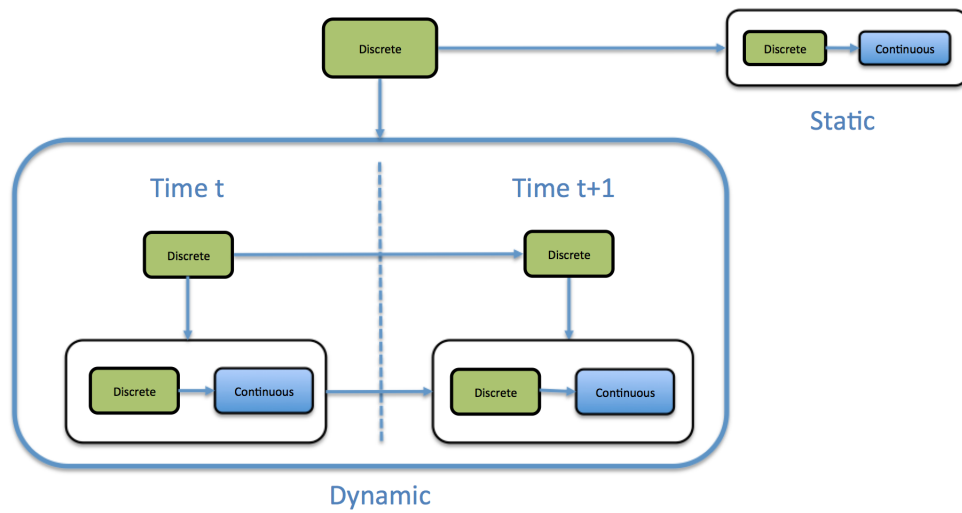 Discrete
Discrete
Continuous
Static
Time t
Time t+1
Discrete
Discrete
Discrete
Continuous
Discrete
Continuous
Dynamic